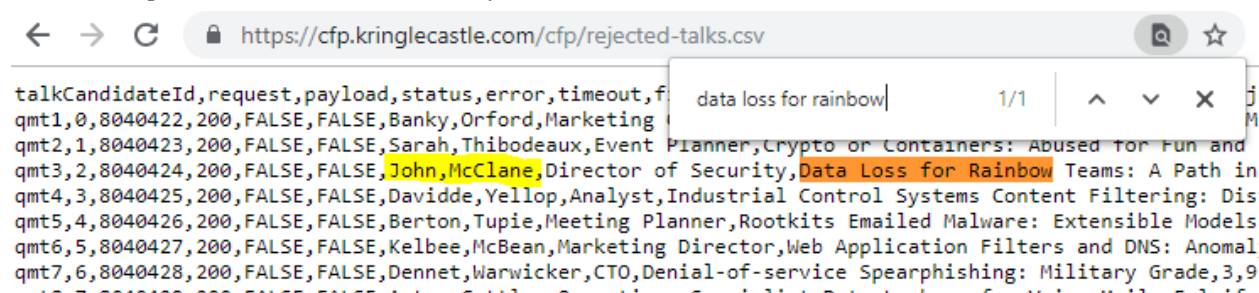 https://cfp.kringlecastle.com/cfp/rejected-talks.csv
data loss for rainbow 1/1
talkCandidateId,request,payload,status,error,timeout,f
qmt1,0,8040422,200,FALSE,FALSE,Banky,Orford,Marketing
qmt2,1,8040423,200,FALSE,FALSE,Sarah,Thibodeaux,Event Planner,Crypto or Containers: Abused for Fun and
qmt3,2,8040424,200,FALSE,FALSE,John,McClane,Director of Security,Data Loss for Rainbow Teams: A Path in
qmt4,3,8040425,200,FALSE,FALSE,Davidde,Yellop,Analyst,Industrial Control Systems Content Filtering: Dis
qmt5,4,8040426,200,FALSE,FALSE,Berton,Tupie,Meeting Planner,Rootkits Emailed Malware: Extensible Models
qmt6,5,8040427,200,FALSE,FALSE,Kelbee,McBean,Marketing Director,Web Application Filters and DNS: Anomal
qmt7,6,8040428,200,FALSE,FALSE,Dennet,Warwicker,CTO,Denial-of-service Spearphishing: Military Grade,3,9